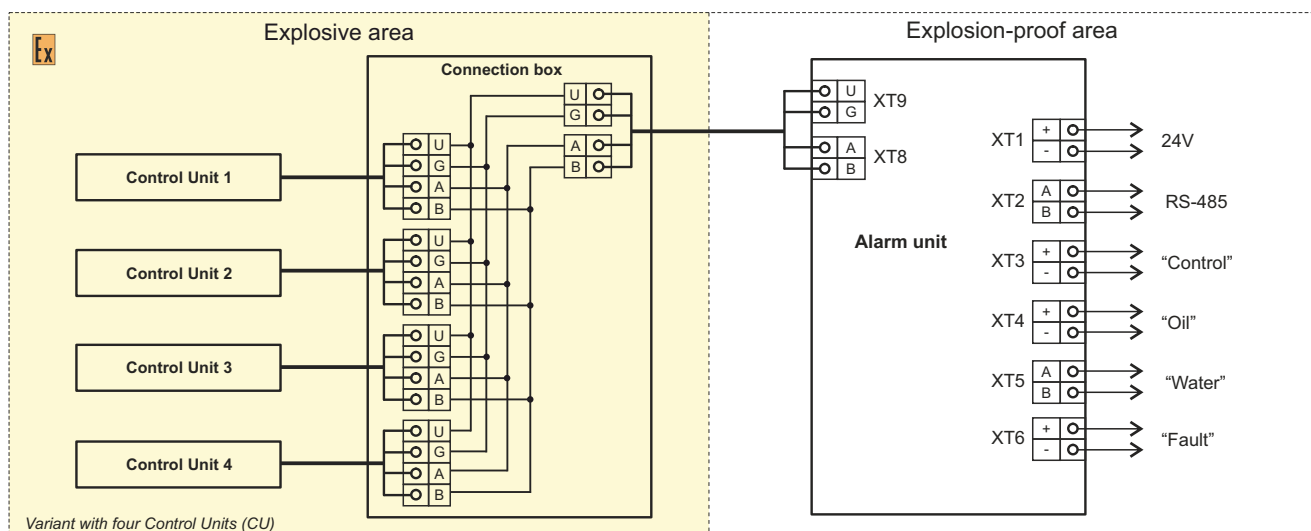 Explosive area
Explosion-proof area
Ex
Connection box
U
G
A
B
Control Unit 1
U
G
A
B
Control Unit 2
U
G
A
B
Control Unit 3
U
G
A
B
Control Unit 4
U
G
A
B
Variant with four Control Units (CU)
U
G
XT9
A
B
XT8
Alarm unit
XT1
+
-
24V
XT2
A
B
RS-485
XT3
+
-
“Control”
XT4
+
-
“Oil”
XT5
A
B
“Water”
XT6
+
-
“Fault”